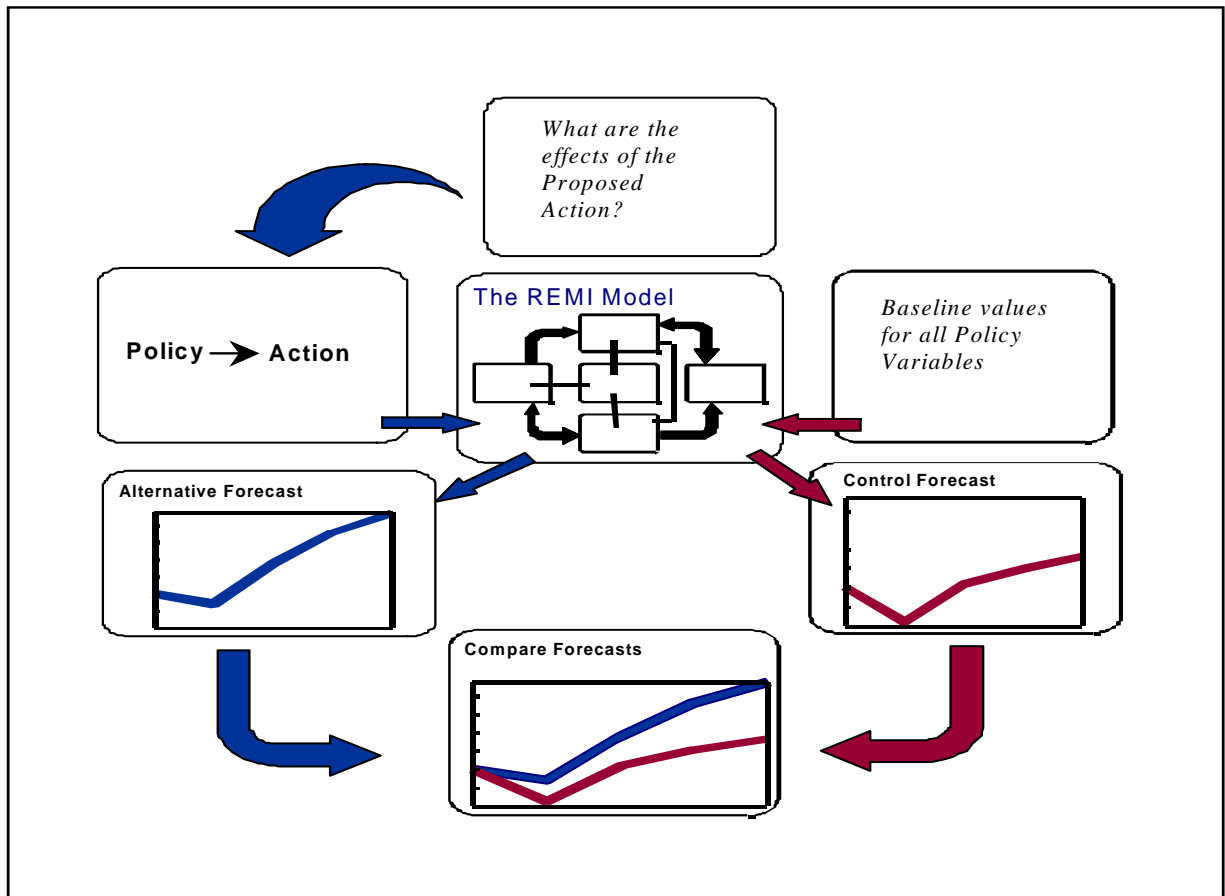 What are the
effects of the
Proposed
Action?
Policy Action
The REMI Model
Baseline values
for all Policy
Variables
Alternative Forecast
Control Forecast
Compare Forecasts